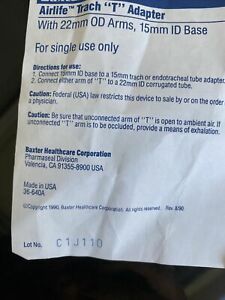 Airlife™ Trach "T" Adapter
With 22mm OD Arms, 15mm ID Base
For single use only
Directions for use:
1. Connect 15mm ID base to a 15mm trach or endotracheal tube adapter.
2. Connect either arm of "T" to a 22mm ID corrugated tube.
Caution: Federal (USA) law restricts this device to sale by or on the order
a physician.
Caution: Be sure that unconnected arm of "T" is open to ambient air. If
"T" arm is to be occluded, provide a means of exhalation.
Baxter Healthcare Corporation
Pharmaseal Division
Valencia, CA 91355-8900 USA
Made in USA
36-640A
©Copyright 1990, Baxter Healthcare Corporation. All rights reserved. Rev. 8/90
Lot No. C1J110